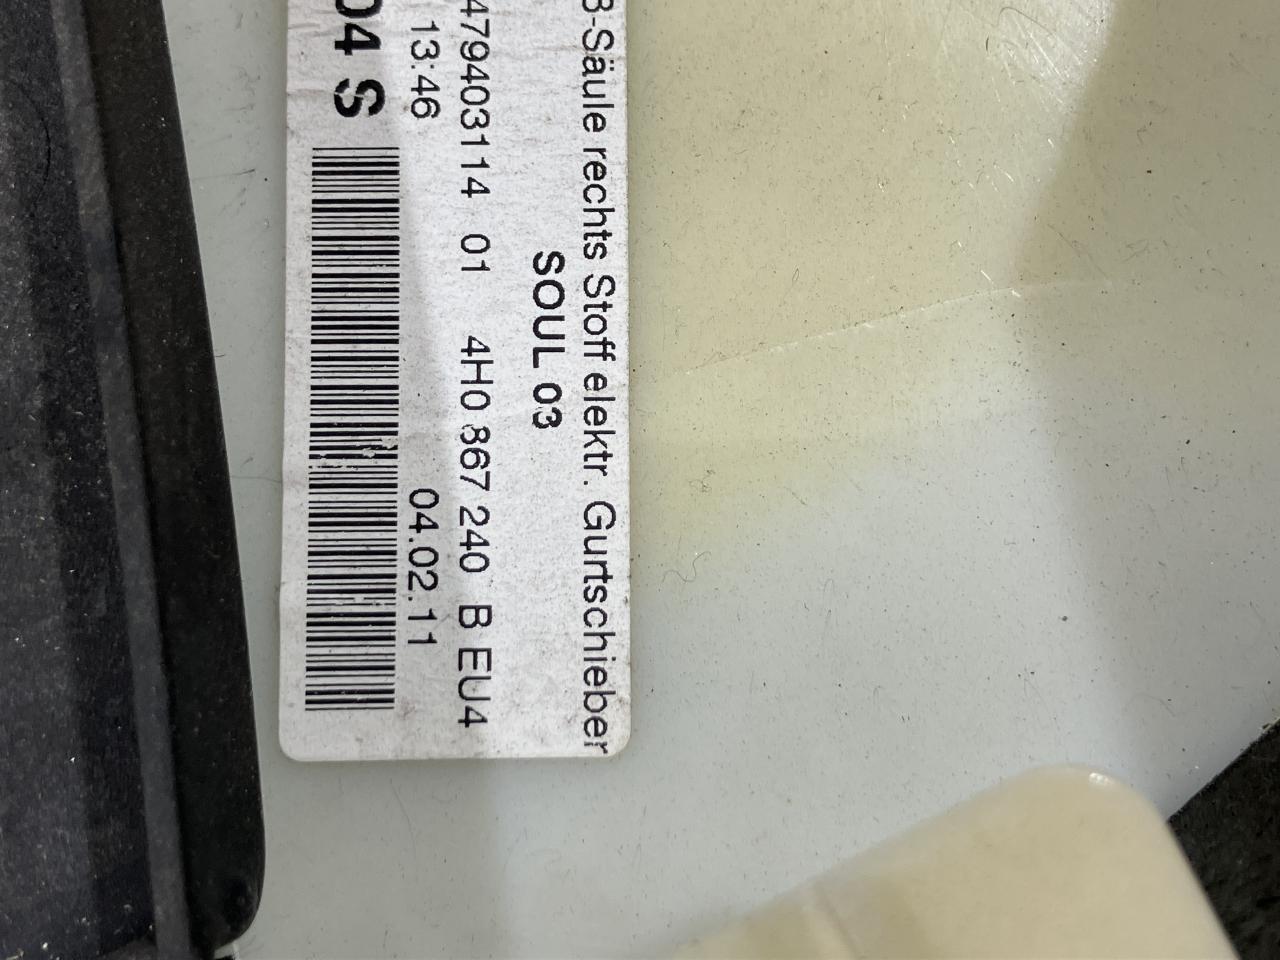 B-Säule rechts Stoff elektr. Gurtschieber
SOUL 03
479403114 01 4H0 867 240 B EU4
13:46 04.02.11
04 S